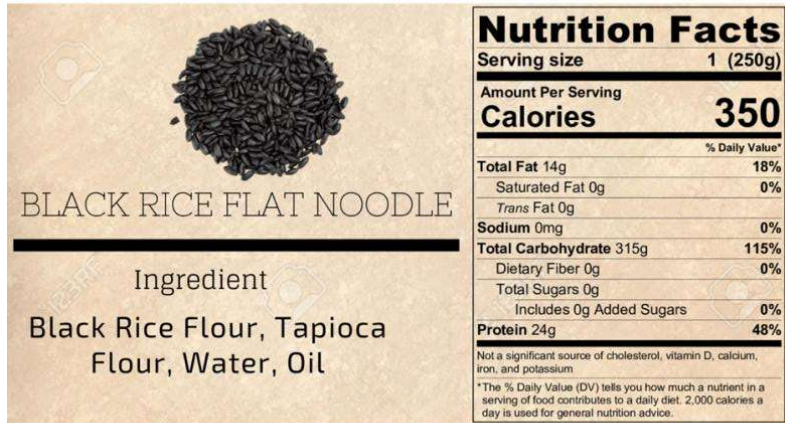 BLACK RICE FLAT NOODLE
Ingredient
Black Rice Flour, Tapioca
Flour, Water, Oil
Nutrition Facts
Serving size 1 (250g)
Amount Per Serving
Calories 350
% Daily Value*
Total Fat 14g 18%
Saturated Fat 0g 0%
Trans Fat 0g
Sodium 0mg 0%
Total Carbohydrate 315g 115%
Dietary Fiber 0g 0%
Total Sugars 0g
Includes 0g Added Sugars 0%
Protein 24g 48%
Not a significant source of cholesterol, vitamin D, calcium,
iron, and potassium
*The % Daily Value (DV) tells you how much a nutrient in a
serving of food contributes to a daily diet. 2,000 calories a
day is used for general nutrition advice.